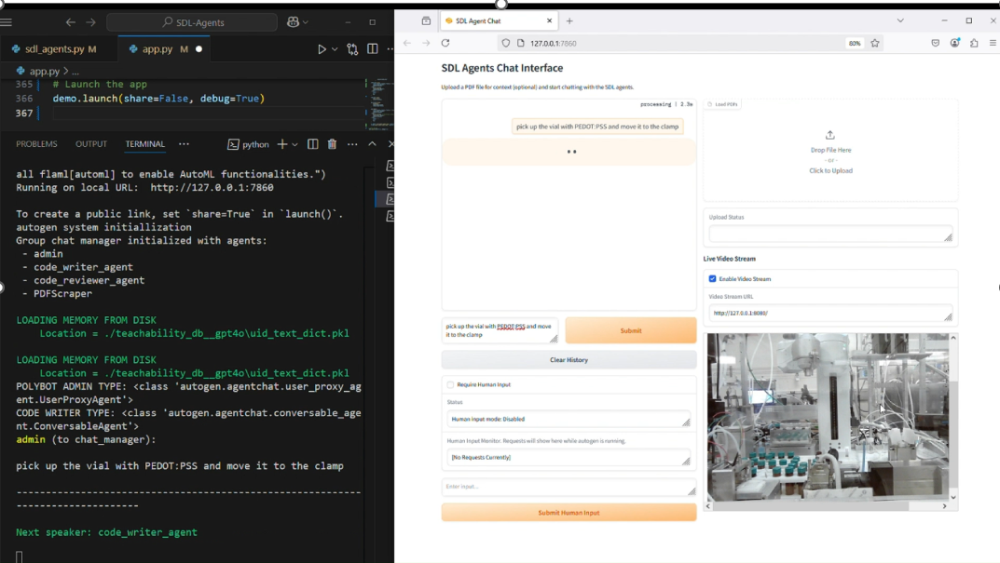 SDL-Agents
sdl_agents.py M
app.py M
app.py > ...
365 # Launch the app
366 demo.launch(share=False, debug=True)
367
PROBLEMS OUTPUT TERMINAL ... python
all flaml[automl] to enable AutoML functionalities.")
Running on local URL: http://127.0.0.1:7860
To create a public link, set `share=True` in `launch()`.
autogen system initiallization
Group chat manager initialized with agents:
- admin
- code_writer_agent
- code_reviewer_agent
- PDFScraper
LOADING MEMORY FROM DISK
Location = ./teachability_db__gpt4o\uid_text_dict.pkl
LOADING MEMORY FROM DISK
Location = ./teachability_db__gpt4o\uid_text_dict.pkl
POLYBOT ADMIN TYPE: <class 'autogen.agentchat.user_proxy_ag
ent.UserProxyAgent'>
CODE WRITER TYPE: <class 'autogen.agentchat.conversable_age
nt.ConversableAgent'>
admin (to chat_manager):
pick up the vial with PEDOT:PSS and move it to the clamp
--------------------------------------------------------------------------------
Next speaker: code_writer_agent
SDL Agent Chat
127.0.0.1:7860
80%
SDL Agents Chat Interface
Upload a PDF file for context (optional) and start chatting with the SDL agents.
processing | 2.3s
pick up the vial with PEDOT:PSS and move it to the clamp
pick up the vial with PEDOT:PSS and move
it to the clamp
Submit
Clear History
Require Human Input
Status
Human input mode: Disabled
Human Input Monitor: Requests will show here while autogen is running.
[No Requests Currently]
Enter input...
Submit Human Input
Load PDFs
Drop File Here
- or -
Click to Upload
Upload Status
Live Video Stream
Enable Video Stream
Video Stream URL
http://127.0.0.1:8080/